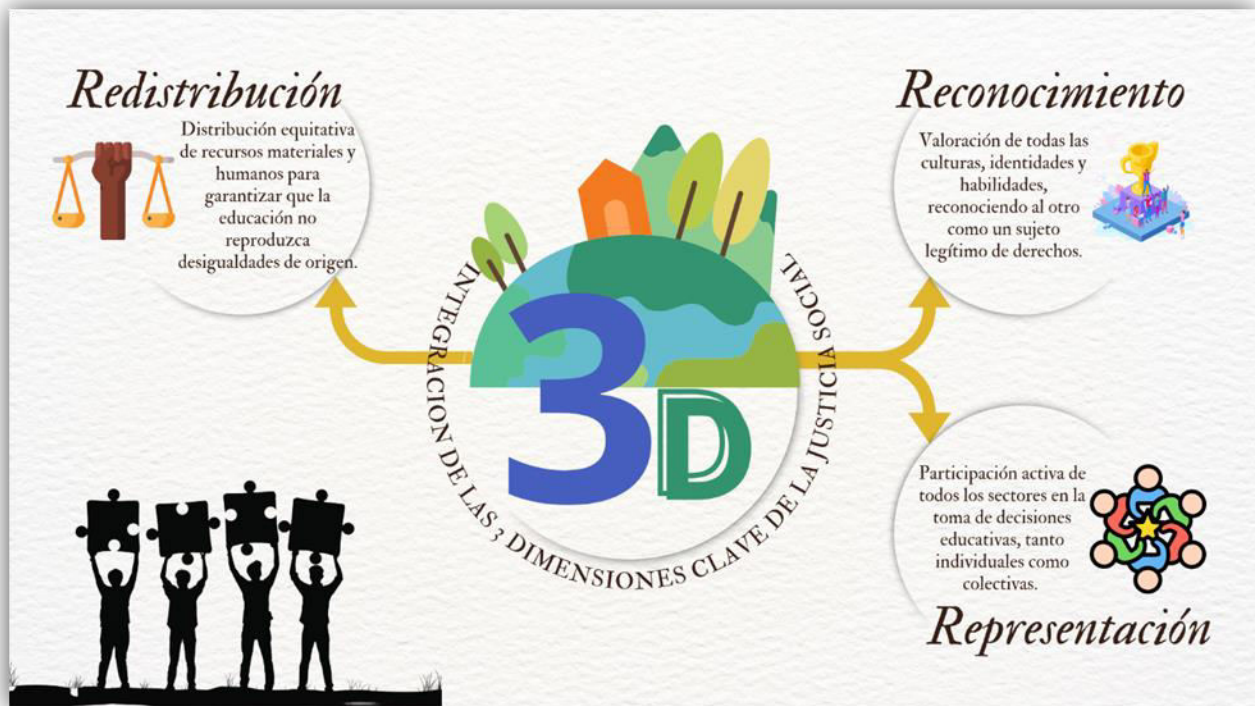 Redistribución
Distribución equitativa
de recursos materiales y
humanos para
garantizar que la
educación no
reproduzca
desigualdades de origen.
Reconocimiento
Valoración de todas las
culturas, identidades y
habilidades,
reconociendo al otro
como un sujeto
legítimo de derechos.
3D
INTEGRACION DE LAS 3 DIMENSIONES CLAVE DE LA JUSTICIA SOCIAL
Participación activa de
todos los sectores en la
toma de decisiones
educativas, tanto
individuales como
colectivas.
Representación